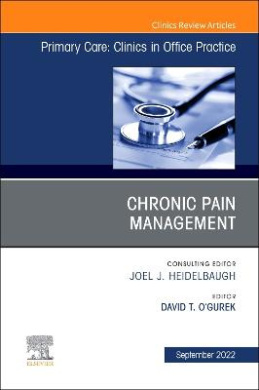 Clinics Review Articles
Primary Care: Clinics in Office Practice
CHRONIC PAIN
MANAGEMENT
CONSULTING EDITOR
JOEL J. HEIDELBAUGH
EDITOR
DAVID T. O'GUREK
ELSEVIER
September 2022